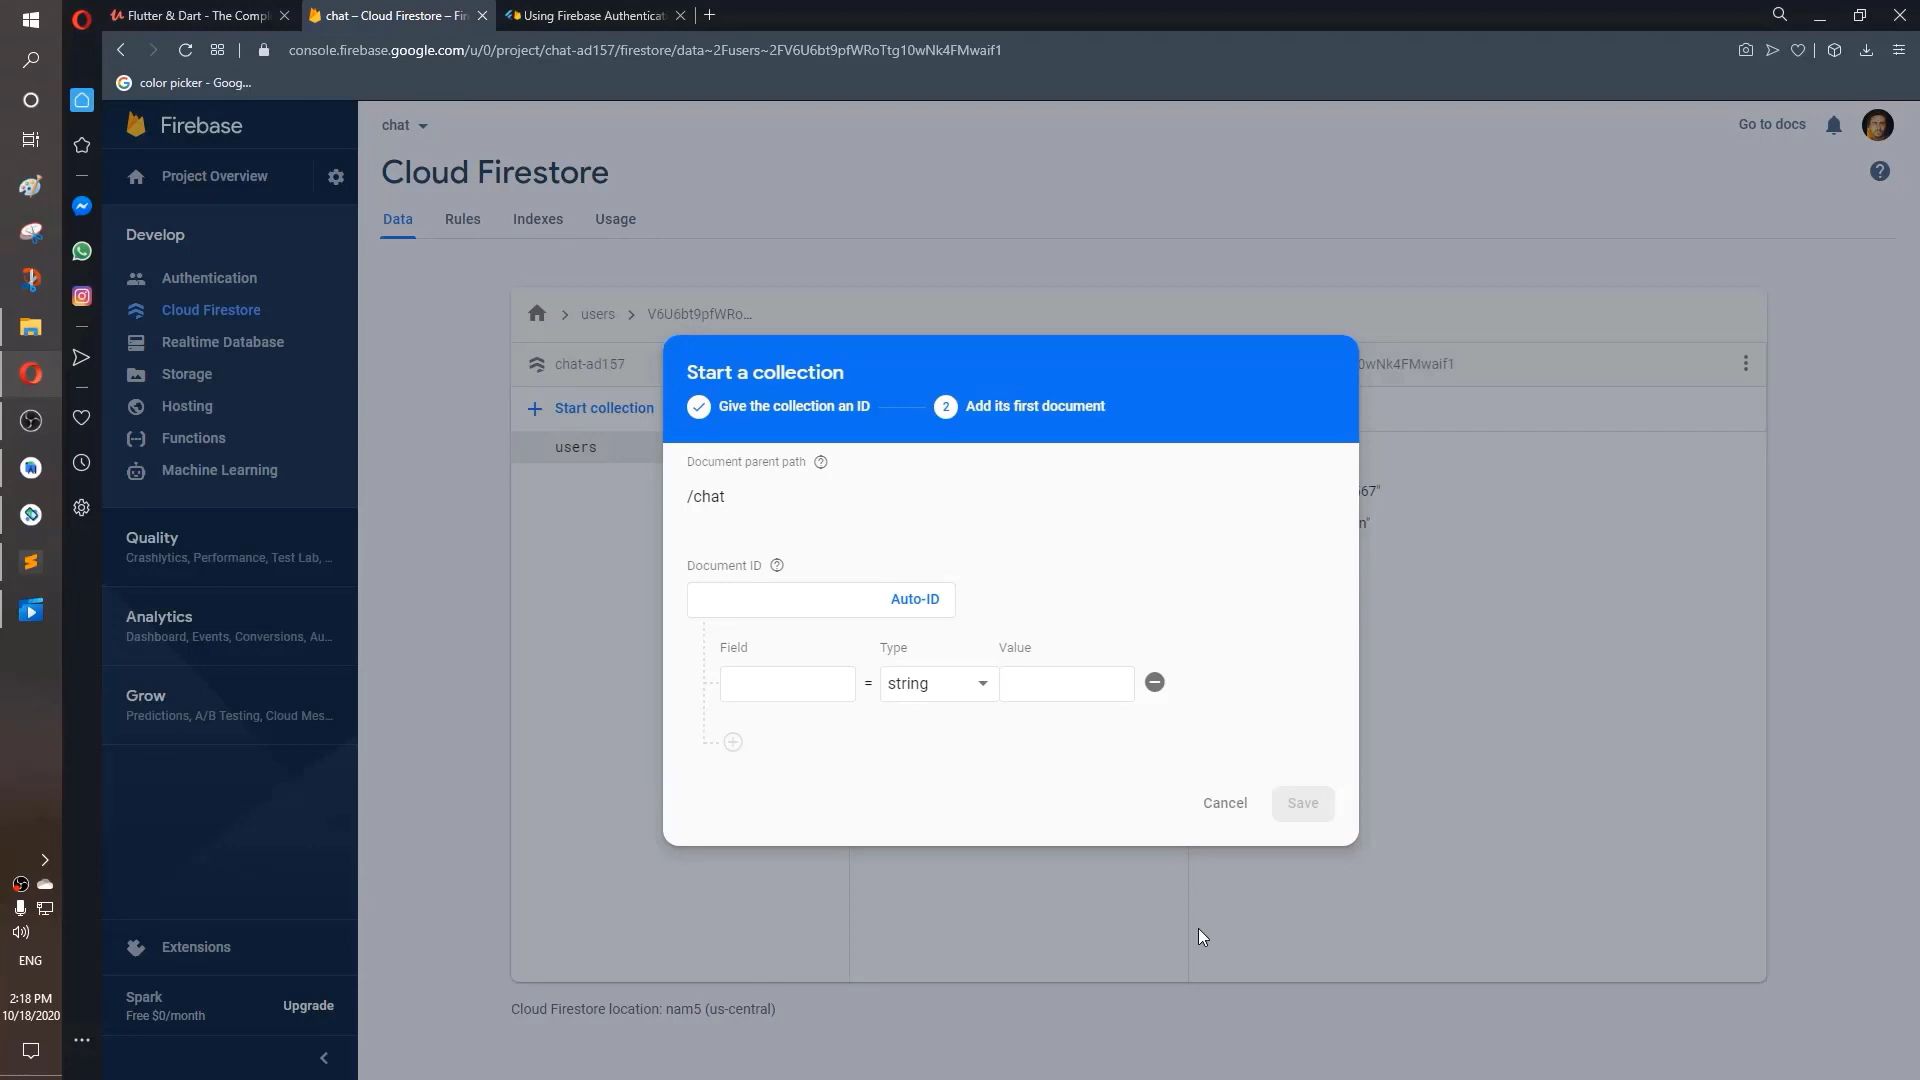 Flutter & Dart - The Compl
chat – Cloud Firestore – Fir
Using Firebase Authenticat
console.firebase.google.com/u/0/project/chat-ad157/firestore/data~2Fusers~2FV6U6bt9pfWRoTtg10wNk4FMwaif1
color picker - Goog...
Firebase
Project Overview
Develop
Authentication
Cloud Firestore
Realtime Database
Storage
Hosting
Functions
Machine Learning
Quality
Crashlytics, Performance, Test Lab, ...
Analytics
Dashboard, Events, Conversions, Au...
Grow
Predictions, A/B Testing, Cloud Mes...
Extensions
Spark
Free $0/month
Upgrade
chat
Go to docs
Cloud Firestore
Data Rules Indexes Usage
users
V6U6bt9pfWRo...
chat-ad157
0wNk4FMwaif1
Start collection
users
67"
n"
Start a collection
Give the collection an ID
2 Add its first document
Document parent path
/chat
Document ID
Auto-ID
Field Type Value
= string
Cancel Save
Cloud Firestore location: nam5 (us-central)
ENG
2:18 PM
10/18/2020